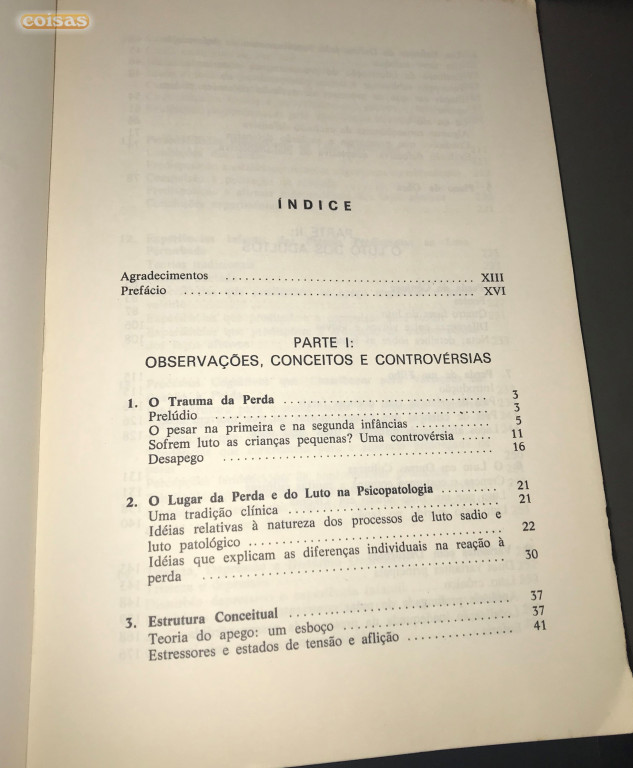 coisas
ÍNDICE
Agradecimentos ........................................ XIII
Prefácio ........................................ XVI
PARTE I:
OBSERVAÇÕES, CONCEITOS E CONTROVÉRSIAS
1. O Trauma da Perda .............................. 3
Prelúdio ........................................ 3
O pesar na primeira e na segunda infâncias ............ 5
Sofrem luto as crianças pequenas? Uma controvérsia ..... 11
Desapego ........................................ 16
2. O Lugar da Perda e do Luto na Psicopatologia ......... 21
Uma tradição clínica .............................. 21
Idéias relativas à natureza dos processos de luto sadio e
luto patológico .............................. 22
Idéias que explicam as diferenças individuais na reação à
perda ........................................ 30
3. Estrutura Conceitual .............................. 37
Teoria do apego: um esboço .............................. 37
Estressores e estados de tensão e aflição ............... 41